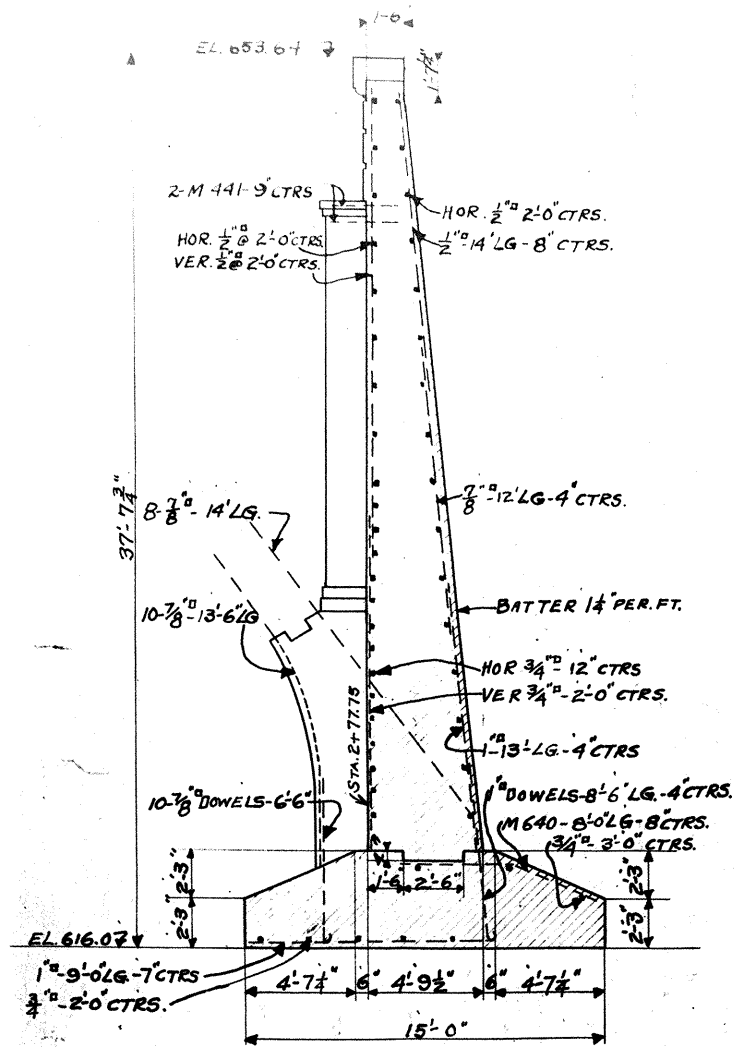 1'-6
EL. 653.64
1'-7½"
2-M 441-9" CTRS
HOR. ½"□ 2'-0" CTRS.
HOR. ½"□ @ 2'-0" CTRS.
½"□-14' LG-8" CTRS.
VER. ½"□ @ 2'-0" CTRS.
37'-7¾"
8-⅞"□-14' LG.
⅞"□-12' LG-4" CTRS.
10-⅞"□-13'-6" LG
BATTER 1¼" PER. FT.
HOR ¾"□-12" CTRS
VER ¾"□-2'-0" CTRS.
STA. 2+77.75
1"□-13'-LG-4" CTRS
10-⅞"□ DOWELS-6'-6"
1"□ DOWELS-8'-6" LG.-4" CTRS.
M640-8'-0" LG-8" CTRS.
¾"□-3'-0" CTRS.
2'-3"
1'-6
2'-6"
2'-3"
2'-3"
2'-3"
EL. 616.07
1"□-9'-0" LG-7" CTRS
¾"□-2'-0" CTRS.
4'-7¼" 6" 4'-9½" 6" 4'-7¼"
15'-0"